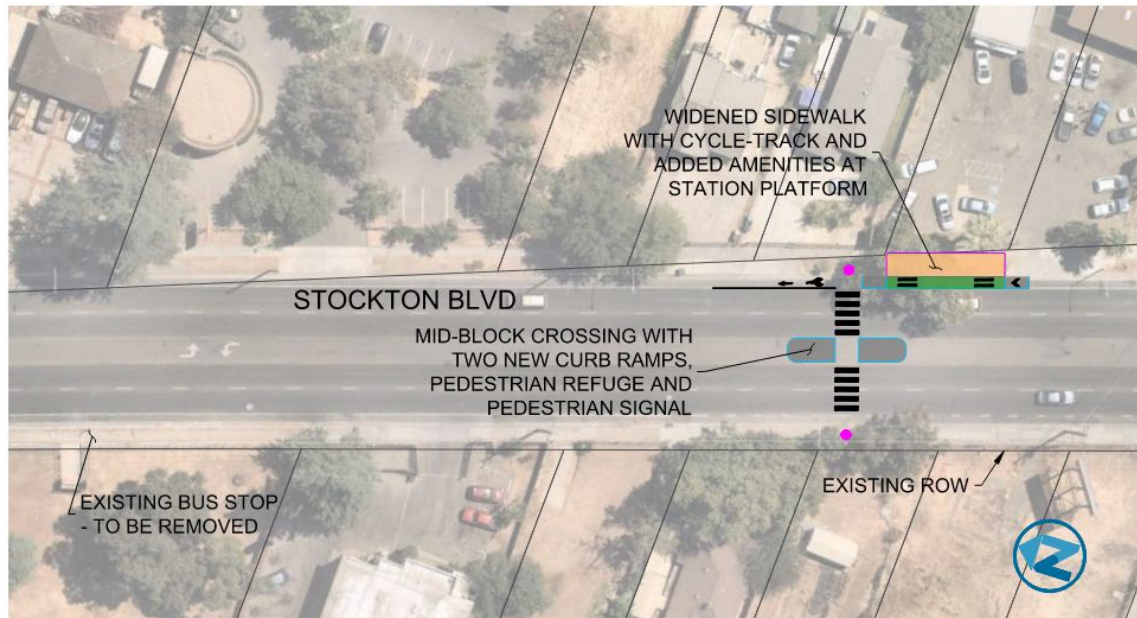 WIDENED SIDEWALK
WITH CYCLE-TRACK AND
ADDED AMENITIES AT
STATION PLATFORM
STOCKTON BLVD
MID-BLOCK CROSSING WITH
TWO NEW CURB RAMPS,
PEDESTRIAN REFUGE AND
PEDESTRIAN SIGNAL
EXISTING BUS STOP
- TO BE REMOVED
EXISTING ROW
Z